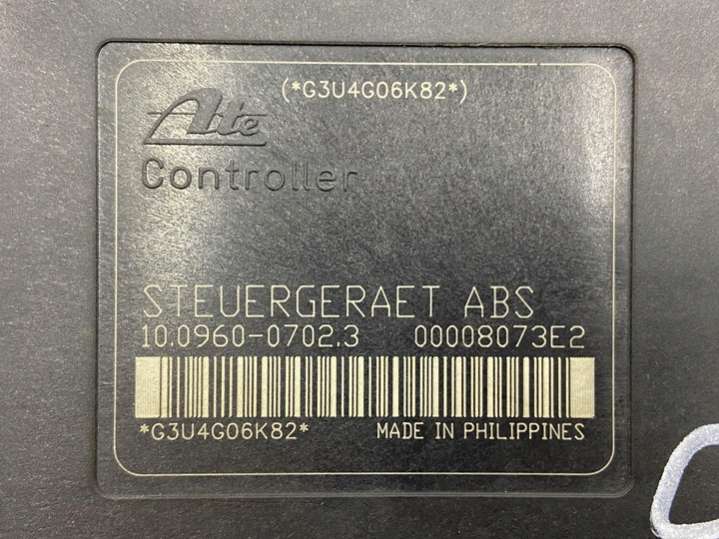 (*G3U4G06K82*)
Ate
Controller
STEUERGERAET ABS
10.0960-0702.3 00008073E2
*G3U4G06K82* MADE IN PHILIPPINES